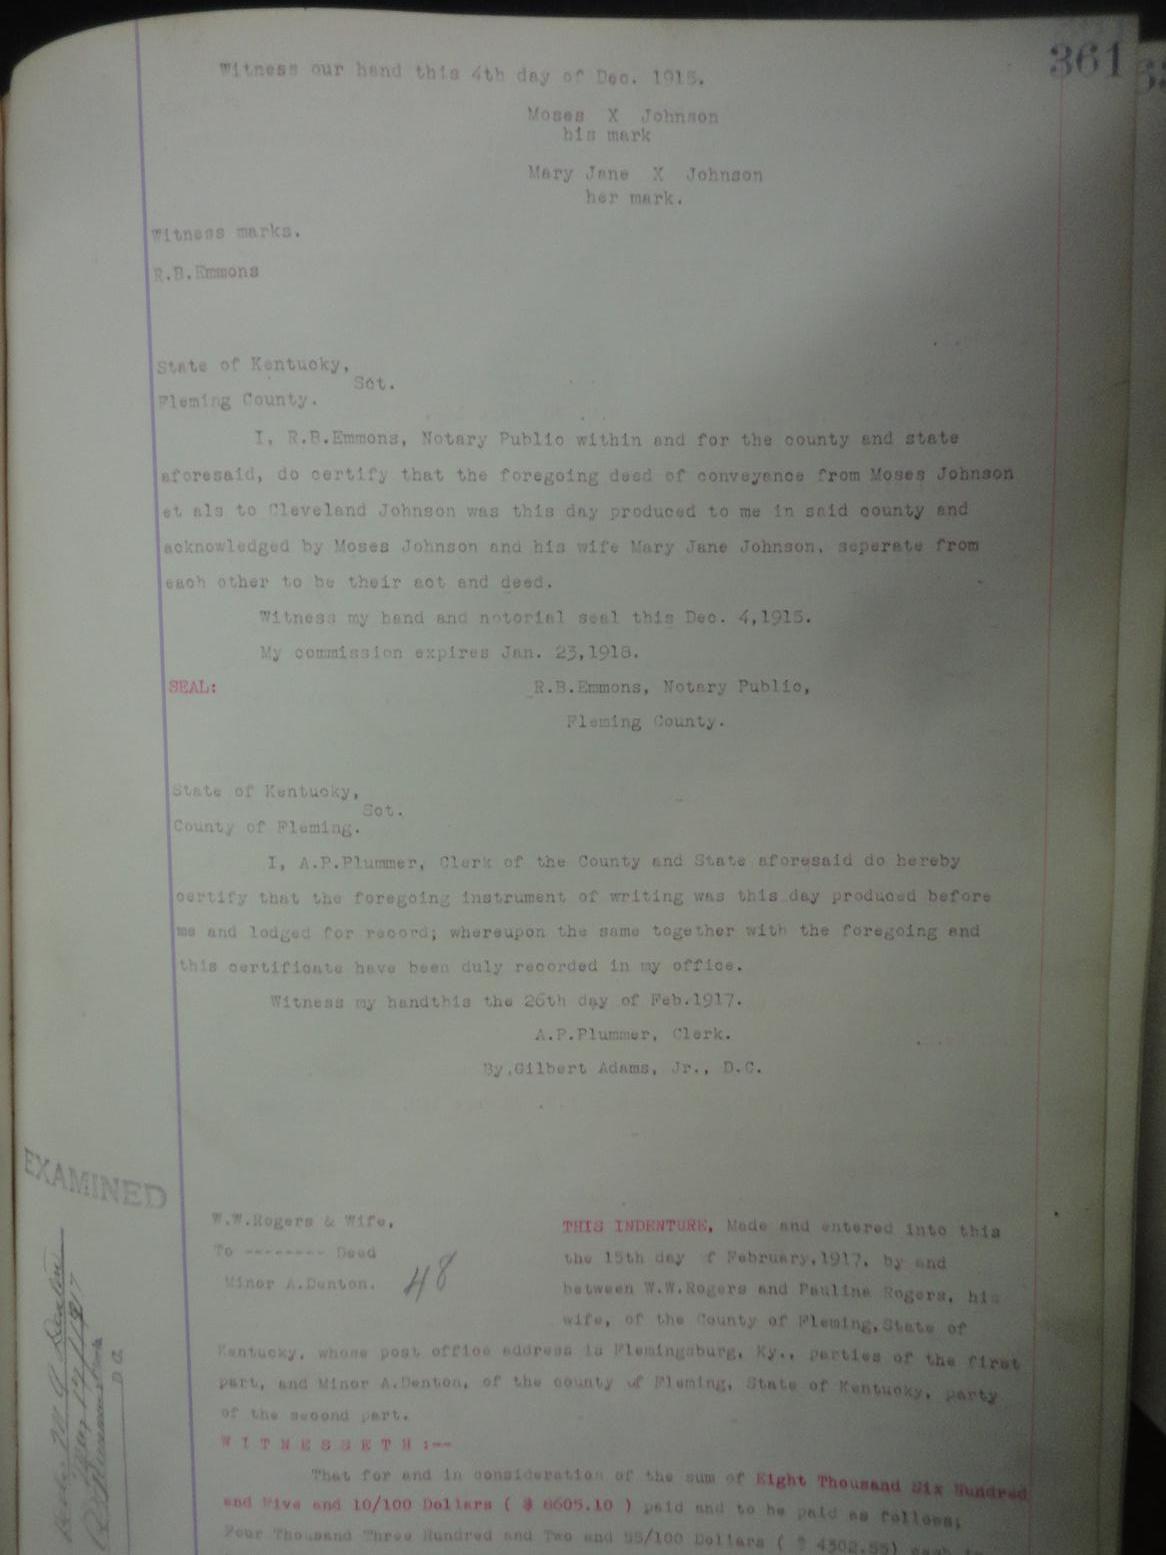 361
Witness our hand this 4th day of Dec. 1915.
Moses X Johnson
his mark
Mary Jane X Johnson
her mark.
Witness marks.
R.B.Emmons
State of Kentucky,
Sct.
Fleming County.
I, R.B.Emmons, Notary Public within and for the county and state
aforesaid, do certify that the foregoing deed of conveyance from Moses Johnson
et als to Cleveland Johnson was this day produced to me in said county and
acknowledged by Moses Johnson and his wife Mary Jane Johnson, seperate from
each other to be their act and deed.
Witness my hand and notorial seal this Dec. 4,1915.
My commission expires Jan. 23,1918.
SEAL:
R.B.Emmons, Notary Public,
Fleming County.
State of Kentucky,
Sct.
County of Fleming.
I, A.P.Plummer, Clerk of the County and State aforesaid do hereby
certify that the foregoing instrument of writing was this day produced before
me and lodged for record; whereupon the same together with the foregoing and
this certificate have been duly recorded in my office.
Witness my handthis the 26th day of Feb.1917.
A.P.Plummer, Clerk.
By.Gilbert Adams, Jr., D.C.
EXAMINED
W.W.Rogers & Wife,
To -------- Deed
Minor A.Denton.
48
THIS INDENTURE, Made and entered into this
the 15th day f February,1917, by and
between W.W.Rogers and Pauline Rogers, his
wife, of the County of Fleming,State of
Kentucky, whose post office address is Flemingsburg, Ky., parties of the first
part, and Minor A.Denton, of the county of Fleming, State of Kentucky, party
of the second part.
W I T N E S S E T H :--
That for and in consideration of the sum of Eight Thousand Six Hundred
and Five and 10/100 Dollars ( $ 8605.10 ) paid and to be paid as follows;
Four Thousand Three Hundred and Two and 55/100 Dollars ( $ 4302.55) cash
D.C.